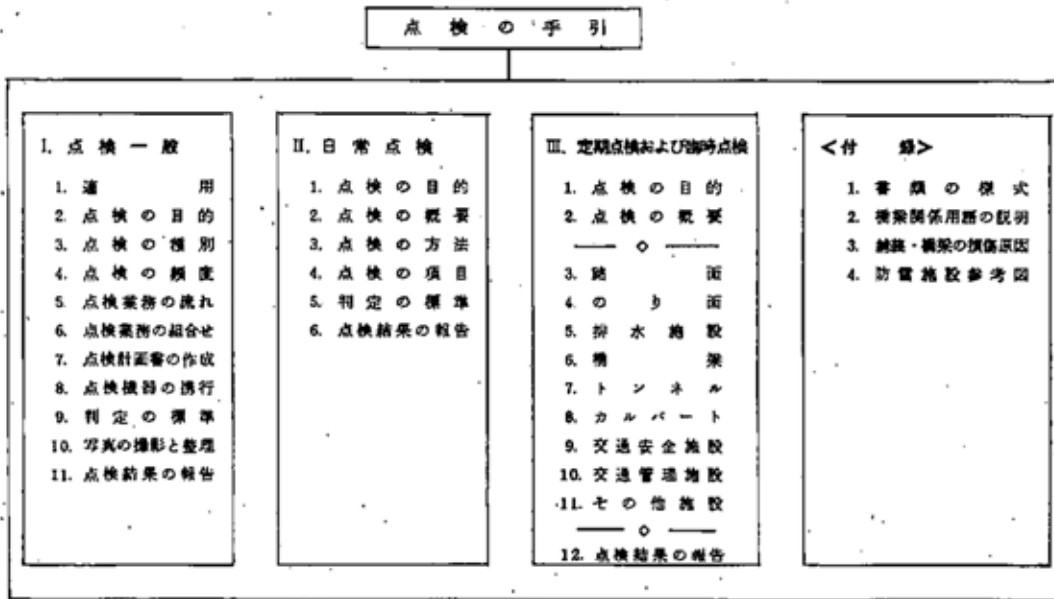 点検の手引
I. 点検一般
1. 適用
2. 点検の目的
3. 点検の種別
4. 点検の頻度
5. 点検業務の流れ
6. 点検業務の組合せ
7. 点検計画書の作成
8. 点検機器の携行
9. 判定の標準
10. 写真の撮影と整理
11. 点検結果の報告
II. 日常点検
1. 点検の目的
2. 点検の概要
3. 点検の方法
4. 点検の項目
5. 判定の標準
6. 点検結果の報告
III. 定期点検および臨時点検
1. 点検の目的
2. 点検の概要
3. 路面
4. のり面
5. 排水施設
6. 橋梁
7. トンネル
8. カルバート
9. 交通安全施設
10. 交通管理施設
11. その他施設
12. 点検結果の報告
<付録>
1. 書類の様式
2. 橋梁関係用語の説明
3. 舗装・橋梁の損傷原因
4. 防雪施設参考図